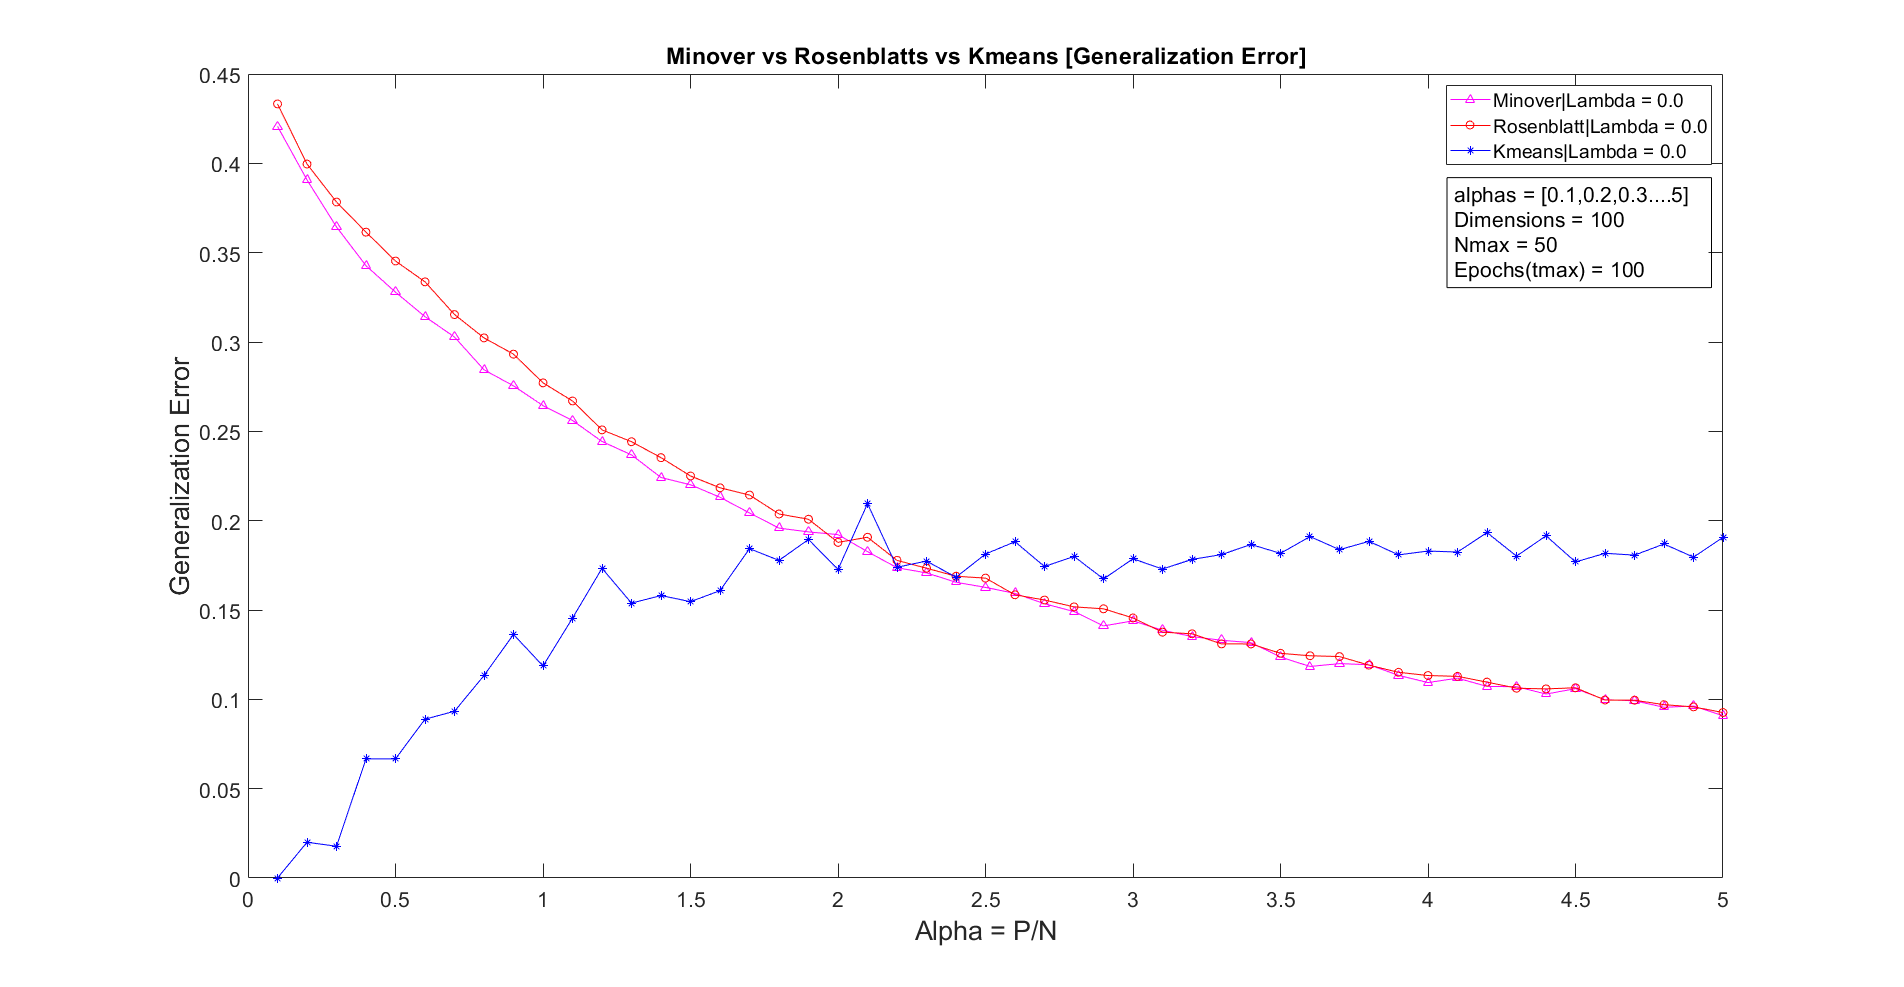 Minover vs Rosenblatts vs Kmeans [Generalization Error]
0.45
0.4
0.35
0.3
0.25
0.2
0.15
0.1
0.05
0
Generalization Error
Minover|Lambda = 0.0
Rosenblatt|Lambda = 0.0
Kmeans|Lambda = 0.0
alphas = [0.1,0.2,0.3....5]
Dimensions = 100
Nmax = 50
Epochs(tmax) = 100
0 0.5 1 1.5 2 2.5 3 3.5 4 4.5 5
Alpha = P/N